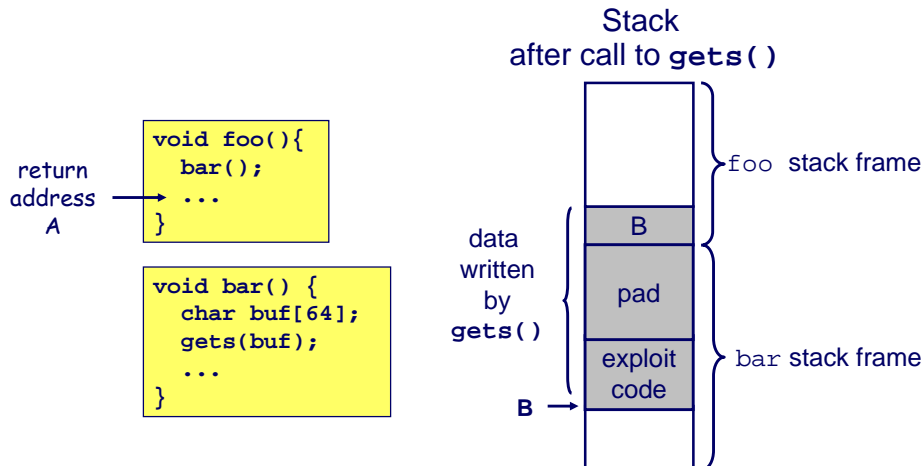 Stack
after call to gets()
void foo(){
bar();
...
}
return
address
A
void bar() {
char buf[64];
gets(buf);
...
}
data
written
by
gets()
B
pad
exploit
code
B
foo stack frame
bar stack frame